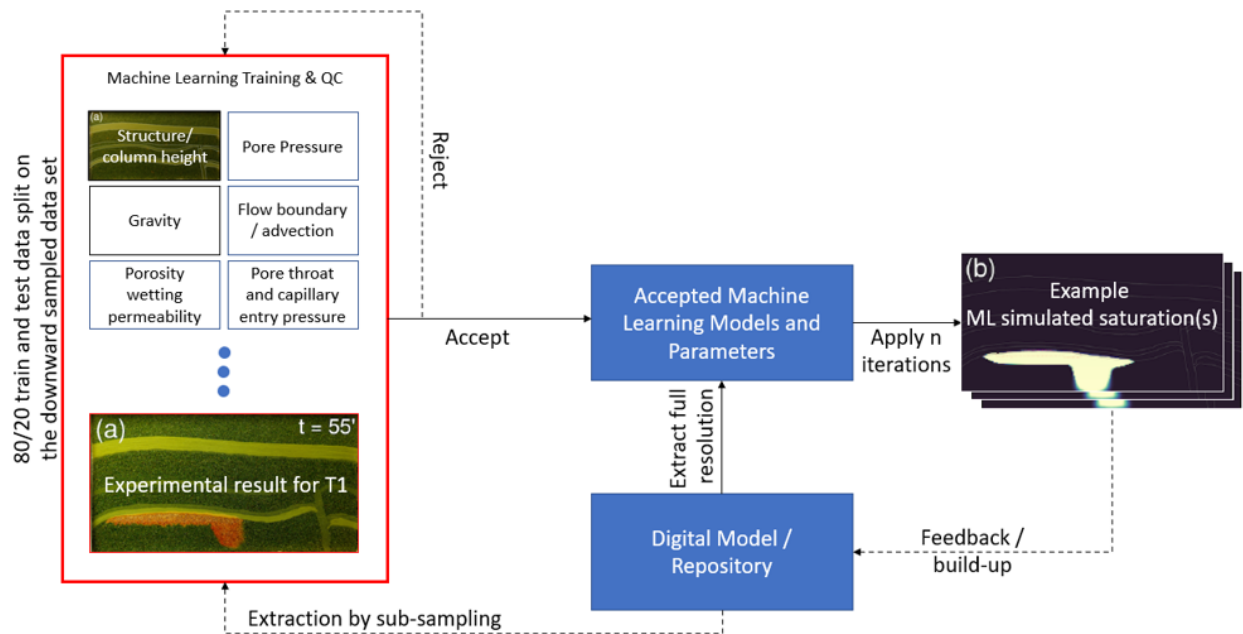 80/20 train and test data split on
the downward sampled data set
Machine Learning Training & QC
(a)
Structure/
column height
Pore Pressure
Gravity
Flow boundary
/ advection
Porosity
wetting
permeability
Pore throat
and capillary
entry pressure
(a)
t = 55'
Experimental result for T1
Reject
Accept
Accepted Machine
Learning Models and
Parameters
Apply n
iterations
(b)
Example
ML simulated saturation(s)
Extract full
resolution
Digital Model /
Repository
Feedback /
build-up
Extraction by sub-sampling